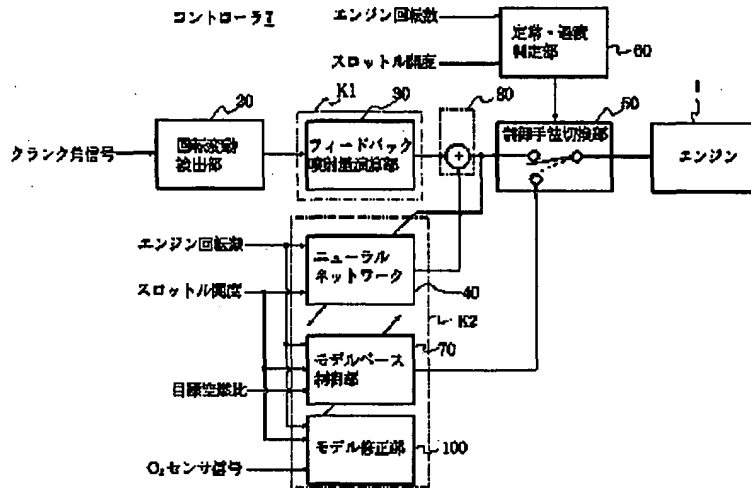 コントローラ7
エンジン回転数
スロットル開度
定常・過渡
判定部
60
20
K1
30
80
50
1
クランク角信号
回転変動
検出部
フィードバック
噴射量演算部
制御手法切換部
エンジン
エンジン回転数
スロットル開度
ニューラル
ネットワーク
40
K2
70
目標空燃比
モデルベース
制御部
O₂センサ信号
モデル修正部
100